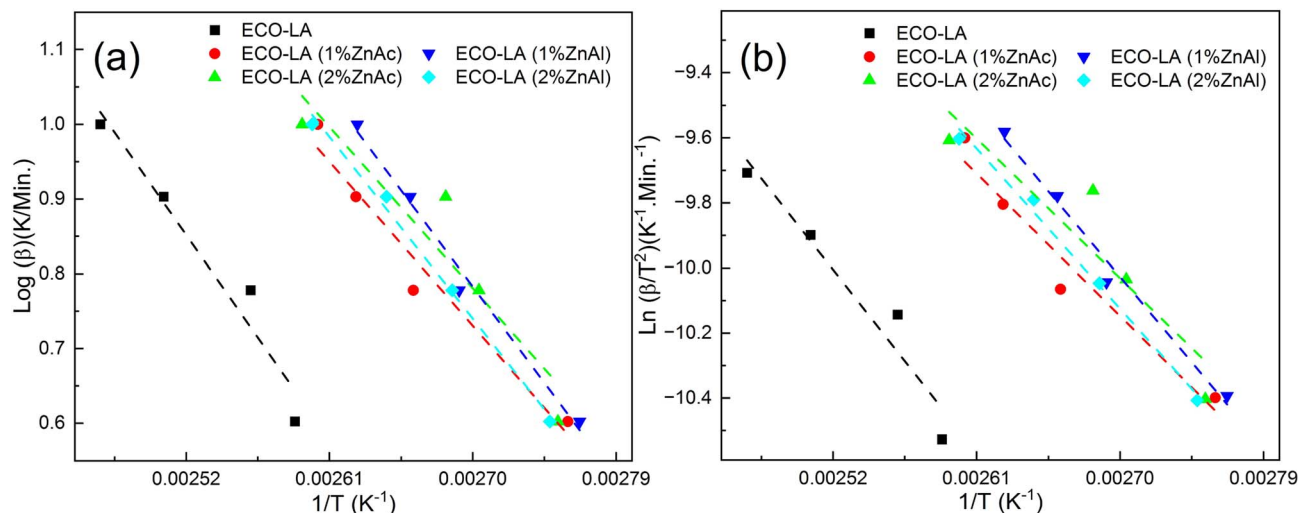 (a)
ECO-LA
ECO-LA (1%ZnAc)
ECO-LA (2%ZnAc)
ECO-LA (1%ZnAl)
ECO-LA (2%ZnAl)
Log (β)(K/Min.)
1.1
1.0
0.9
0.8
0.7
0.6
0.00252
0.00261
0.00270
0.00279
1/T (K⁻¹)
(b)
ECO-LA
ECO-LA (1%ZnAc)
ECO-LA (2%ZnAc)
ECO-LA (1%ZnAl)
ECO-LA (2%ZnAl)
Ln (β/T²)(K⁻¹.Min.⁻¹)
−9.4
−9.6
−9.8
−10.0
−10.2
−10.4
0.00252
0.00261
0.00270
0.00279
1/T (K⁻¹)